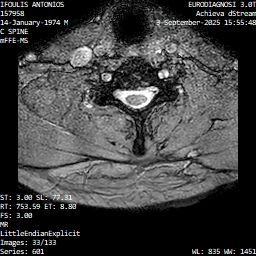 IFOULIS ANTONIOS
EURODIAGNOSI 3.0T
157958
Achieva dStream
14-January-1974 M
3-September-2025 15:55:48
C SPINE
mFFE-MS
ST: 3.00 SL: 77.31
RT: 753.59 ET: 8.80
FS: 3.00
MR
LittleEndianExplicit
Images: 33/133
Series: 601
WL: 835 WW: 1451